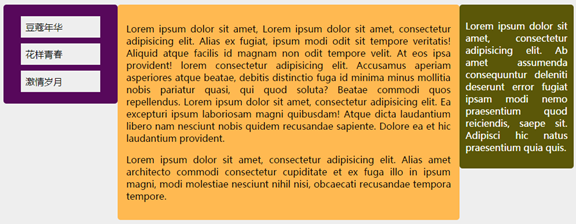 豆蔻年华
花样青春
激情岁月
Lorem ipsum dolor sit amet, Lorem ipsum dolor sit amet, consectetur
adipisicing elit. Alias ex fugiat, ipsum modi odit sit tempore veritatis!
Aliquid atque facilis id magnam non odit tempore velit. At eos ipsa
provident! lorem consectetur adipisicing elit. Accusamus aperiam
asperiores atque beatae, debitis distinctio fuga id minima minus mollitia
nobis pariatur quasi, qui quod soluta? Beatae commodi quos
repellendus. Lorem ipsum dolor sit amet, consectetur adipisicing elit. Ea
excepturi ipsum laboriosam magni quibusdam! Atque dicta laudantium
libero nam nesciunt nobis quidem recusandae sapiente. Dolore ea et hic
laudantium provident.
Lorem ipsum dolor sit amet, consectetur adipisicing elit. Alias amet
architecto commodi consectetur cupiditate et ex fuga illo in ipsum
magni, modi molestiae nesciunt nihil nisi, obcaecati recusandae tempora
tempore.
Lorem ipsum dolor sit
amet, consectetur
adipisicing elit. Ab
amet assumenda
consequuntur deleniti
deserunt error fugiat
ipsam modi nemo
praesentium quod
reiciendis, saepe sit.
Adipisci hic natus
praesentium quia quis.